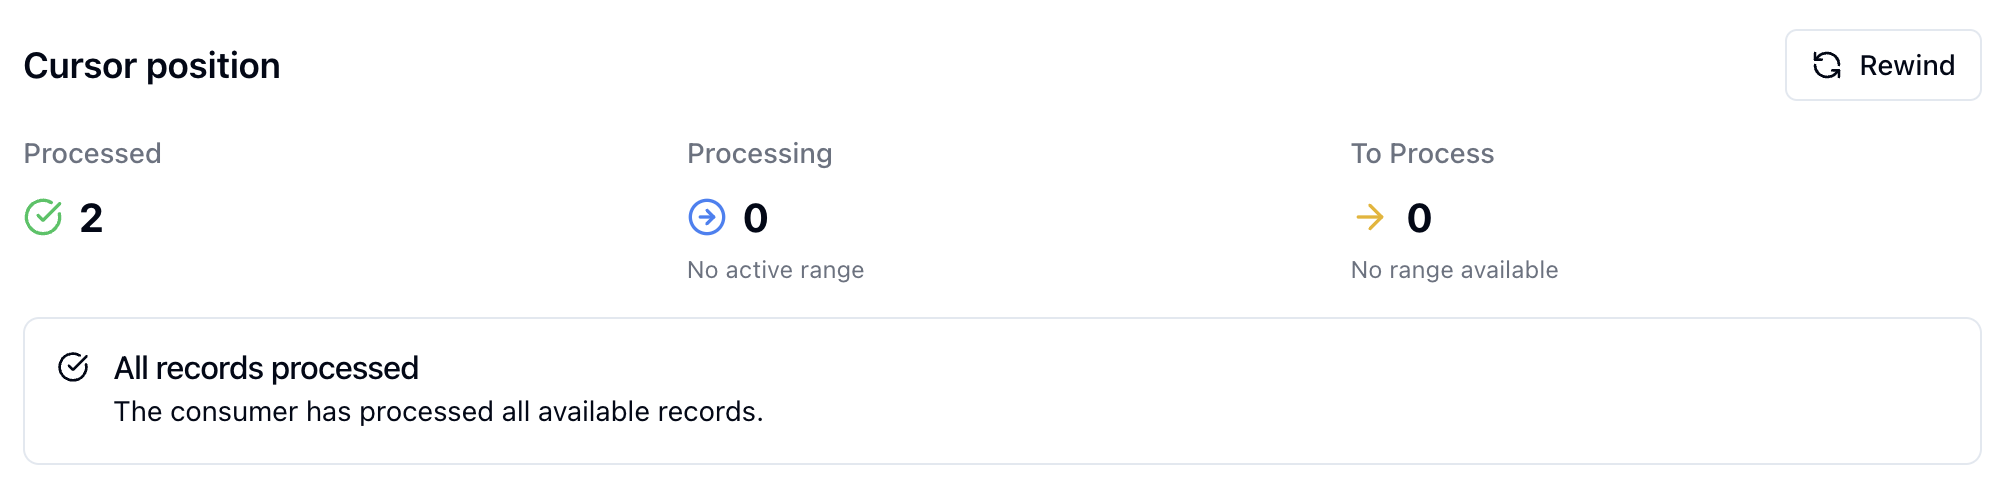 Cursor position
Rewind
Processed
Processing
To Process
2
0
0
No active range
No range available
All records processed
The consumer has processed all available records.